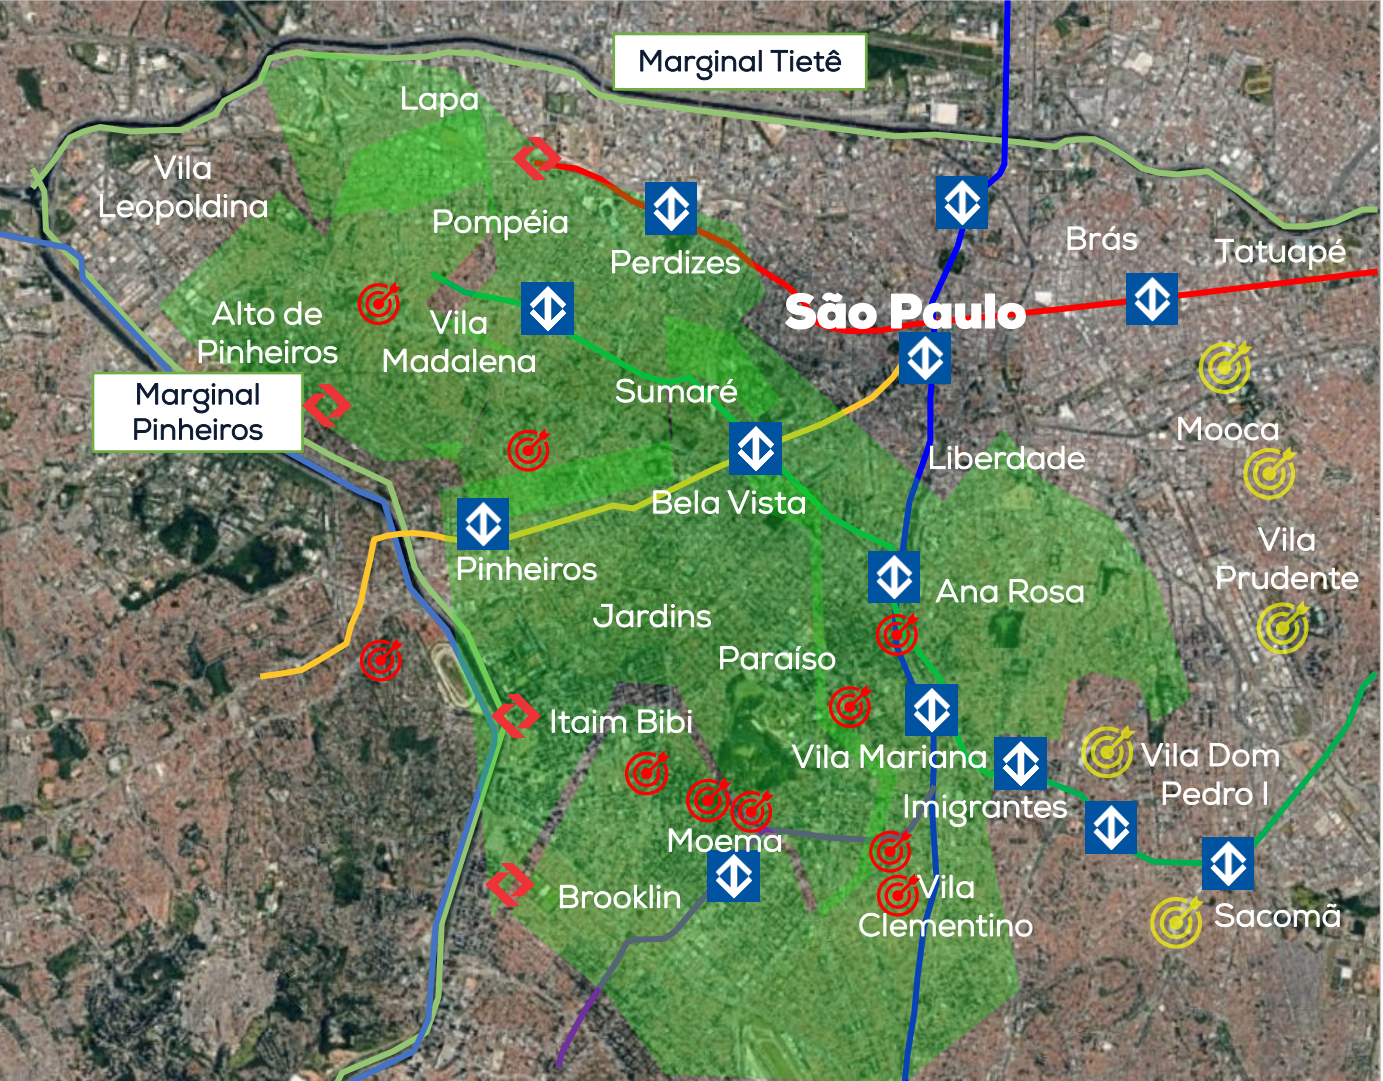 Marginal Tietê
Lapa
Vila
Leopoldina
Pompéia
Perdizes
Brás
Tatuapé
Alto de
Pinheiros
Vila
Madalena
São Paulo
Marginal
Pinheiros
Sumaré
Mooca
Liberdade
Bela Vista
Vila
Prudente
Pinheiros
Ana Rosa
Jardins
Paraíso
Itaim Bibi
Vila Mariana
Vila Dom
Pedro I
Imigrantes
Moema
Brooklin
Vila
Clementino
Sacomã